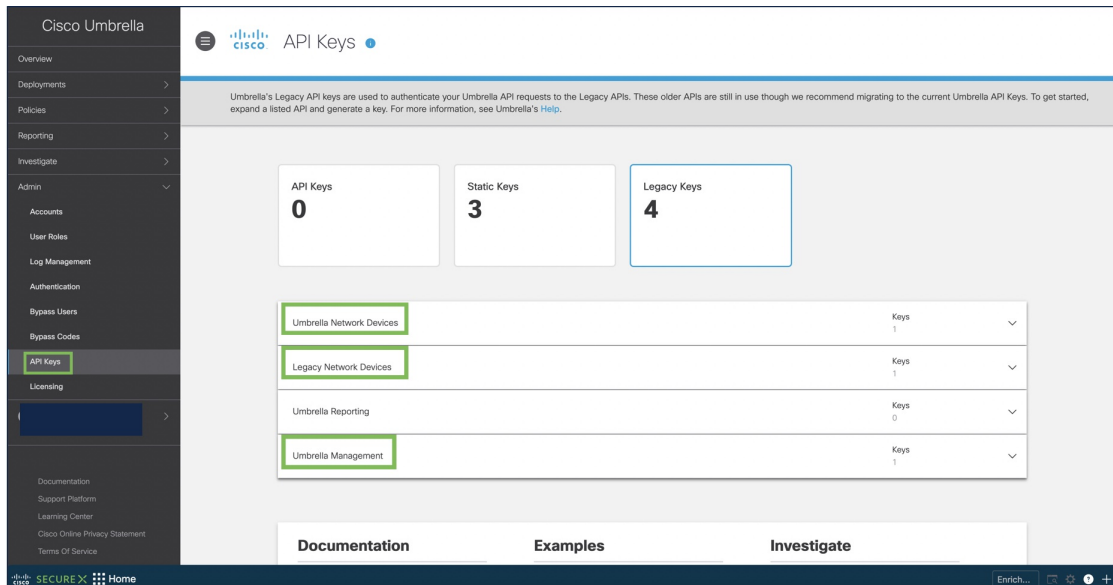 Cisco Umbrella
Overview
Deployments
Policies
Reporting
Investigate
Admin
Accounts
User Roles
Log Management
Authentication
Bypass Users
Bypass Codes
API Keys
Licensing
Documentation
Support Platform
Learning Center
Cisco Online Privacy Statement
Terms Of Service
CISCO API Keys
Umbrella's Legacy API keys are used to authenticate your Umbrella API requests to the Legacy APIs. These older APIs are still in use though we recommend migrating to the current Umbrella API Keys. To get started,
expand a listed API and generate a key. For more information, see Umbrella's Help.
API Keys
0
Static Keys
3
Legacy Keys
4
Umbrella Network Devices Keys
1
Legacy Network Devices Keys
1
Umbrella Reporting Keys
0
Umbrella Management Keys
1
Documentation Examples Investigate
CISCO SECUREX Home Enrich...